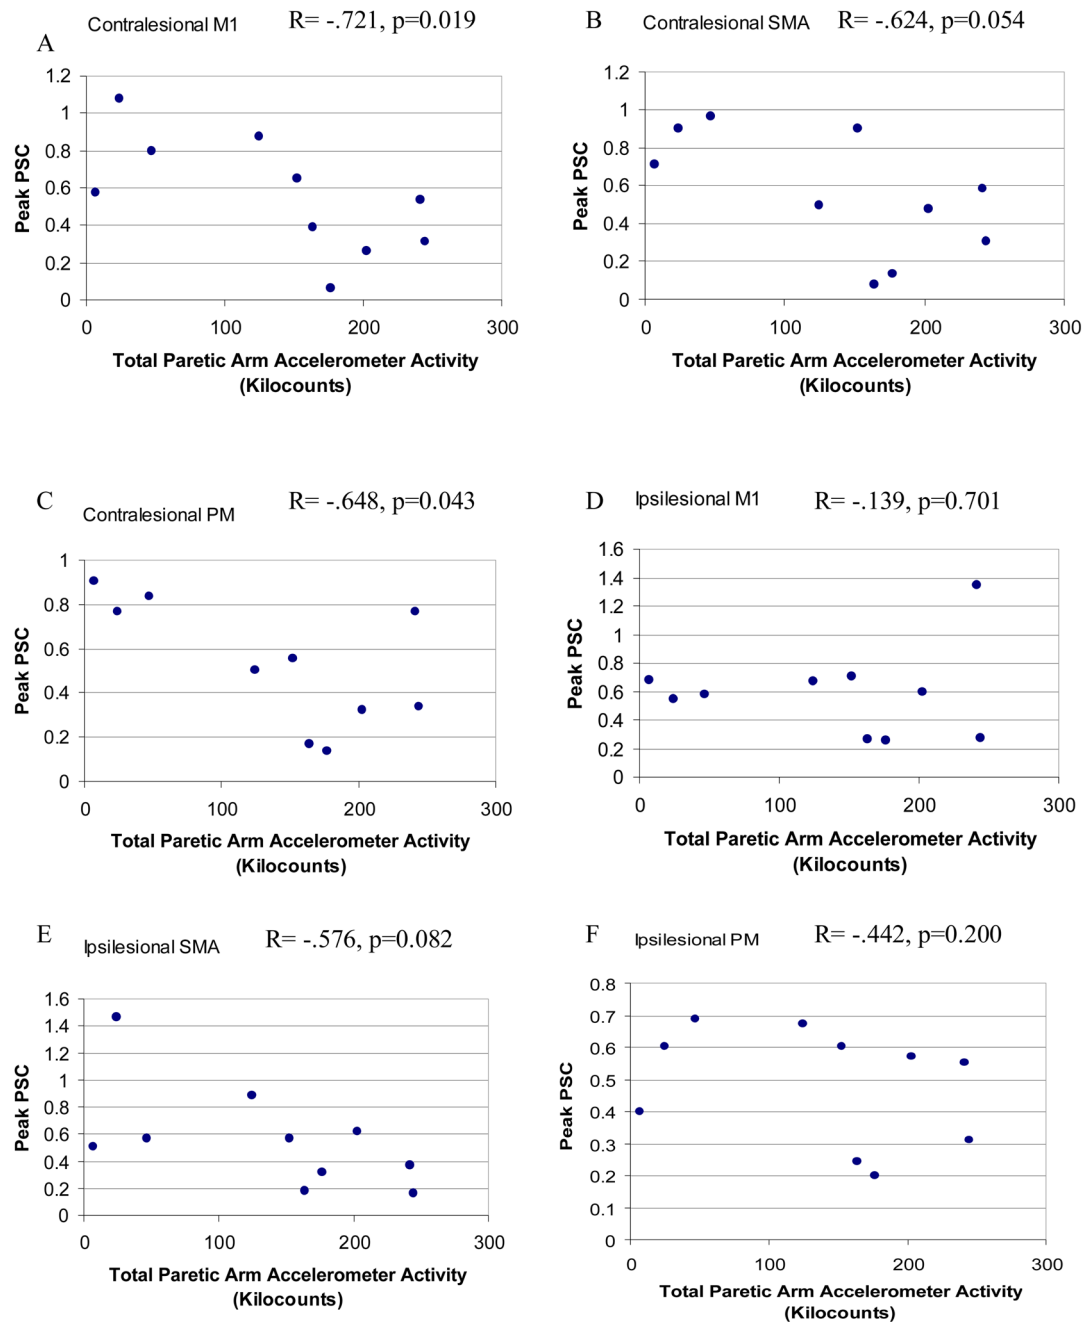 A
Contralesional M1
R= -.721, p=0.019
1.2
1
0.8
0.6
0.4
0.2
0
Peak PSC
0 100 200 300
Total Paretic Arm Accelerometer Activity
(Kilocounts)
B
Contralesional SMA
R= -.624, p=0.054
1.2
1
0.8
0.6
0.4
0.2
0
Peak PSC
0 100 200 300
Total Paretic Arm Accelerometer Activity
(Kilocounts)
C
Contralesional PM
R= -.648, p=0.043
1
0.8
0.6
0.4
0.2
0
Peak PSC
0 100 200 300
Total Paretic Arm Accelerometer Activity
(Kilocounts)
D
Ipsilesional M1
R= -.139, p=0.701
1.6
1.4
1.2
1
0.8
0.6
0.4
0.2
0
Peak PSC
0 100 200 300
Total Paretic Arm Accelerometer Activity
(Kilocounts)
E
Ipsilesional SMA
R= -.576, p=0.082
1.6
1.4
1.2
1
0.8
0.6
0.4
0.2
0
Peak PSC
0 100 200 300
Total Paretic Arm Accelerometer Activity
(Kilocounts)
F
Ipsilesional PM
R= -.442, p=0.200
0.8
0.7
0.6
0.5
0.4
0.3
0.2
0.1
0
Peak PSC
0 100 200 300
Total Paretic Arm Accelerometer Activity
(Kilocounts)